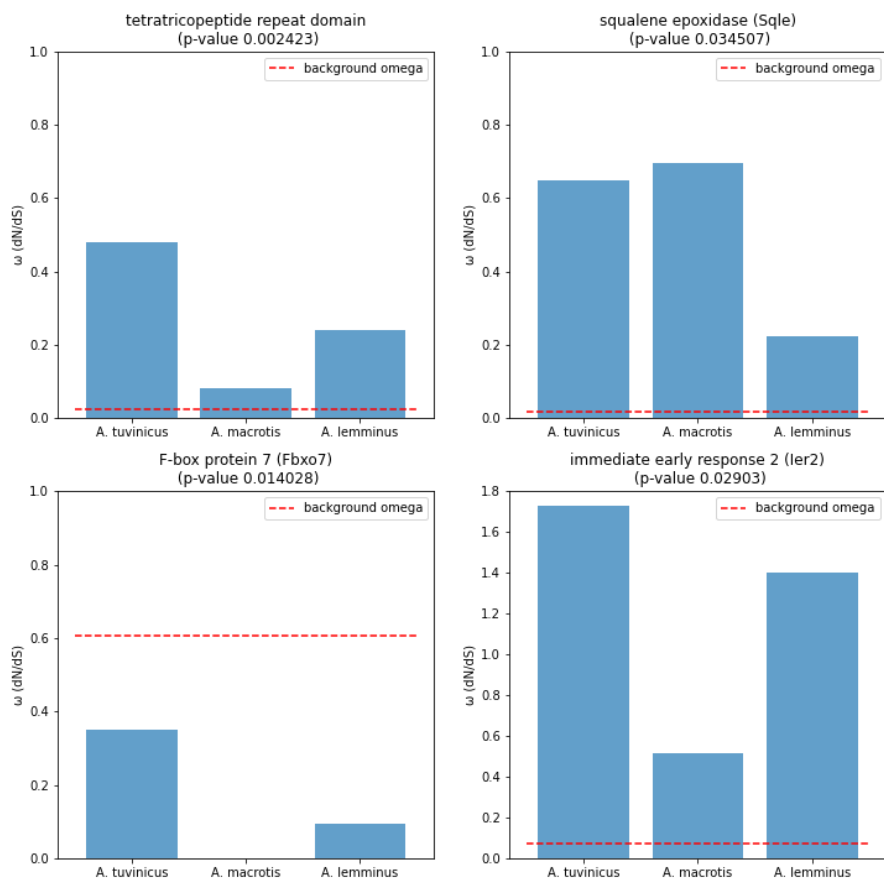 tetratricopeptide repeat domain
(p-value 0.002423)
background omega
1.0
0.8
0.6
0.4
0.2
0.0
ω (dN/dS)
A. tuvinicus A. macrotis A. lemminus
squalene epoxidase (Sqle)
(p-value 0.034507)
background omega
1.0
0.8
0.6
0.4
0.2
0.0
ω (dN/dS)
A. tuvinicus A. macrotis A. lemminus
F-box protein 7 (Fbxo7)
(p-value 0.014028)
background omega
1.0
0.8
0.6
0.4
0.2
0.0
ω (dN/dS)
A. tuvinicus A. macrotis A. lemminus
immediate early response 2 (Ier2)
(p-value 0.02903)
background omega
1.8
1.6
1.4
1.2
1.0
0.8
0.6
0.4
0.2
0.0
ω (dN/dS)
A. tuvinicus A. macrotis A. lemminus